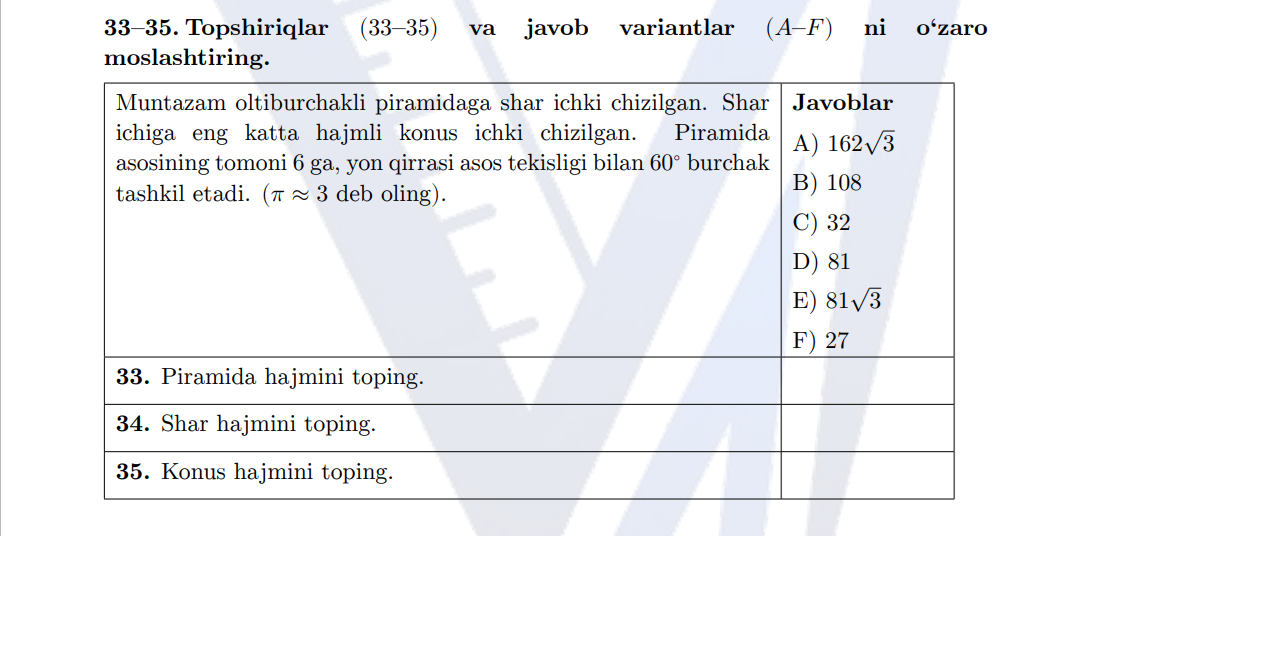 33–35. Topshiriqlar (33–35) va javob variantlar (A–F) ni o‘zaro
moslashtiring.
Muntazam oltiburchakli piramidaga shar ichki chizilgan. Shar
ichiga eng katta hajmli konus ichki chizilgan. Piramida
asosining tomoni 6 ga, yon qirrasi asos tekisligi bilan 60° burchak
tashkil etadi. (π ≈ 3 deb oling).
Javoblar
A) 162√3
B) 108
C) 32
D) 81
E) 81√3
F) 27
33. Piramida hajmini toping.
34. Shar hajmini toping.
35. Konus hajmini toping.